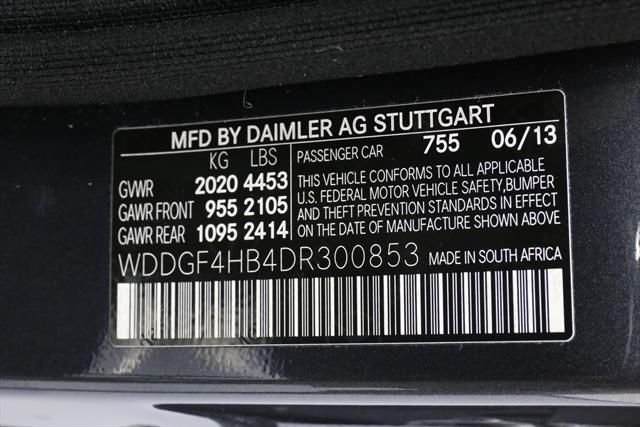 MFD BY DAIMLER AG STUTTGART
KG LBS
GVWR 2020 4453
GAWR FRONT 955 2105
GAWR REAR 1095 2414
PASSENGER CAR 755 06/13
THIS VEHICLE CONFORMS TO ALL APPLICABLE
U.S. FEDERAL MOTOR VEHICLE SAFETY,BUMPER
AND THEFT PREVENTION STANDARDS IN EFFECT
ON THE DATE OF MANUFACTURE SHOWN ABOVE
WDDGF4HB4DR300853 MADE IN SOUTH AFRICA